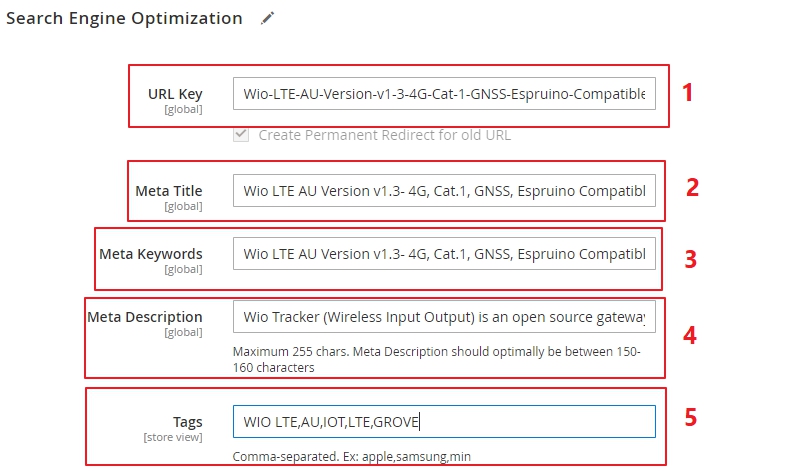 Search Engine Optimization
URL Key
[global]
Wio-LTE-AU-Version-v1-3-4G-Cat-1-GNSS-Espruino-Compatible
1
Create Permanent Redirect for old URL
Meta Title
[global]
Wio LTE AU Version v1.3- 4G, Cat.1, GNSS, Espruino Compatibl
2
Meta Keywords
[global]
Wio LTE AU Version v1.3- 4G, Cat.1, GNSS, Espruino Compatibl
3
Meta Description
[global]
Wio Tracker (Wireless Input Output) is an open source gateway
4
Maximum 255 chars. Meta Description should optimally be between 150-
160 characters
Tags
[store view]
WIO LTE,AU,IOT,LTE,GROVE
5
Comma-separated. Ex: apple,samsung,min